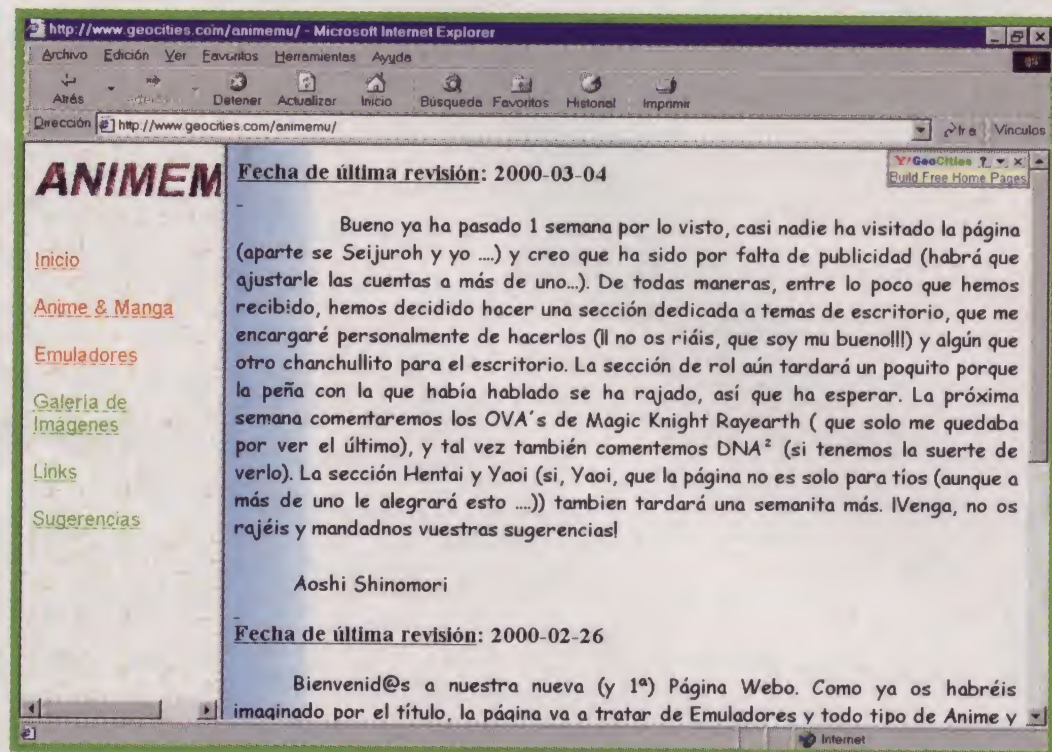 http://www.geocities.com/animemu/ - Microsoft Internet Explorer
Archivo Edición Ver Favoritos Herramientas Ayuda
Atrás Detener Actualizar Inicio Búsqueda Favoritos Historial Imprimir
Dirección http://www.geocities.com/animemu/ Ir a Vínculos
ANIMEM
Inicio
Anime & Manga
Emuladores
Galería de
Imagenes
Links
Sugerencias
Y! GeoCities ?
Build Free Home Pages
Fecha de última revisión: 2000-03-04
Bueno ya ha pasado 1 semana por lo visto, casi nadie ha visitado la página
(aparte se Seijuroh y yo ....) y creo que ha sido por falta de publicidad (habrá que
ajustarle las cuentas a más de uno...). De todas maneras, entre lo poco que hemos
recibido, hemos decidido hacer una sección dedicada a temas de escritorio, que me
encargaré personalmente de hacerlos (¡¡ no os riáis, que soy mu bueno!!!) y algún que
otro chanchullito para el escritorio. La sección de rol aún tardará un poquito porque
la peña con la que había hablado se ha rajado, así que ha esperar. La próxima
semana comentaremos los OVA´s de Magic Knight Rayearth ( que solo me quedaba
por ver el último), y tal vez también comentemos DNA² (si tenemos la suerte de
verlo). La sección Hentai y Yaoi (si, Yaoi, que la página no es solo para tíos (aunque a
más de uno le alegrará esto ....)) tambien tardará una semanita más. ¡Venga, no os
rajéis y mandadnos vuestras sugerencias!
Aoshi Shinomori
Fecha de última revisión: 2000-02-26
Bienvenid@s a nuestra nueva (y 1ª) Página Webo. Como ya os habréis
imaginado por el título, la página va a tratar de Emuladores y todo tipo de Anime y
Internet